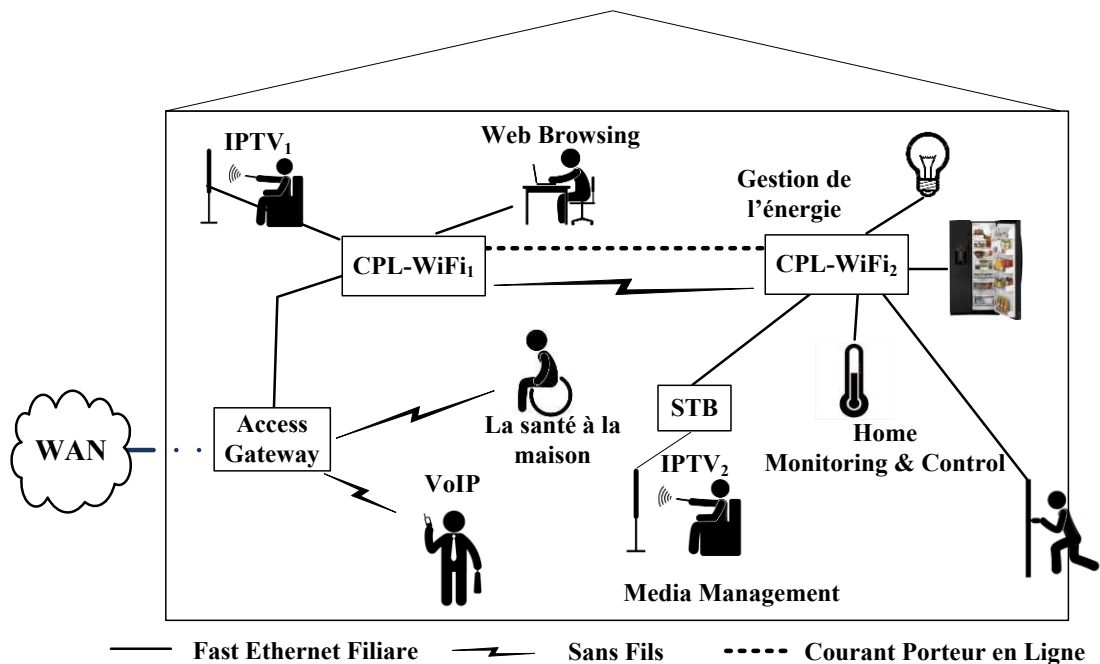 IPTV₁
Web Browsing
Gestion de
l'énergie
CPL-WiFi₁
CPL-WiFi₂
WAN
Access
Gateway
La santé à la
maison
VoIP
STB
IPTV₂
Home
Monitoring & Control
Media Management
Fast Ethernet Filiare
Sans Fils
Courant Porteur en Ligne